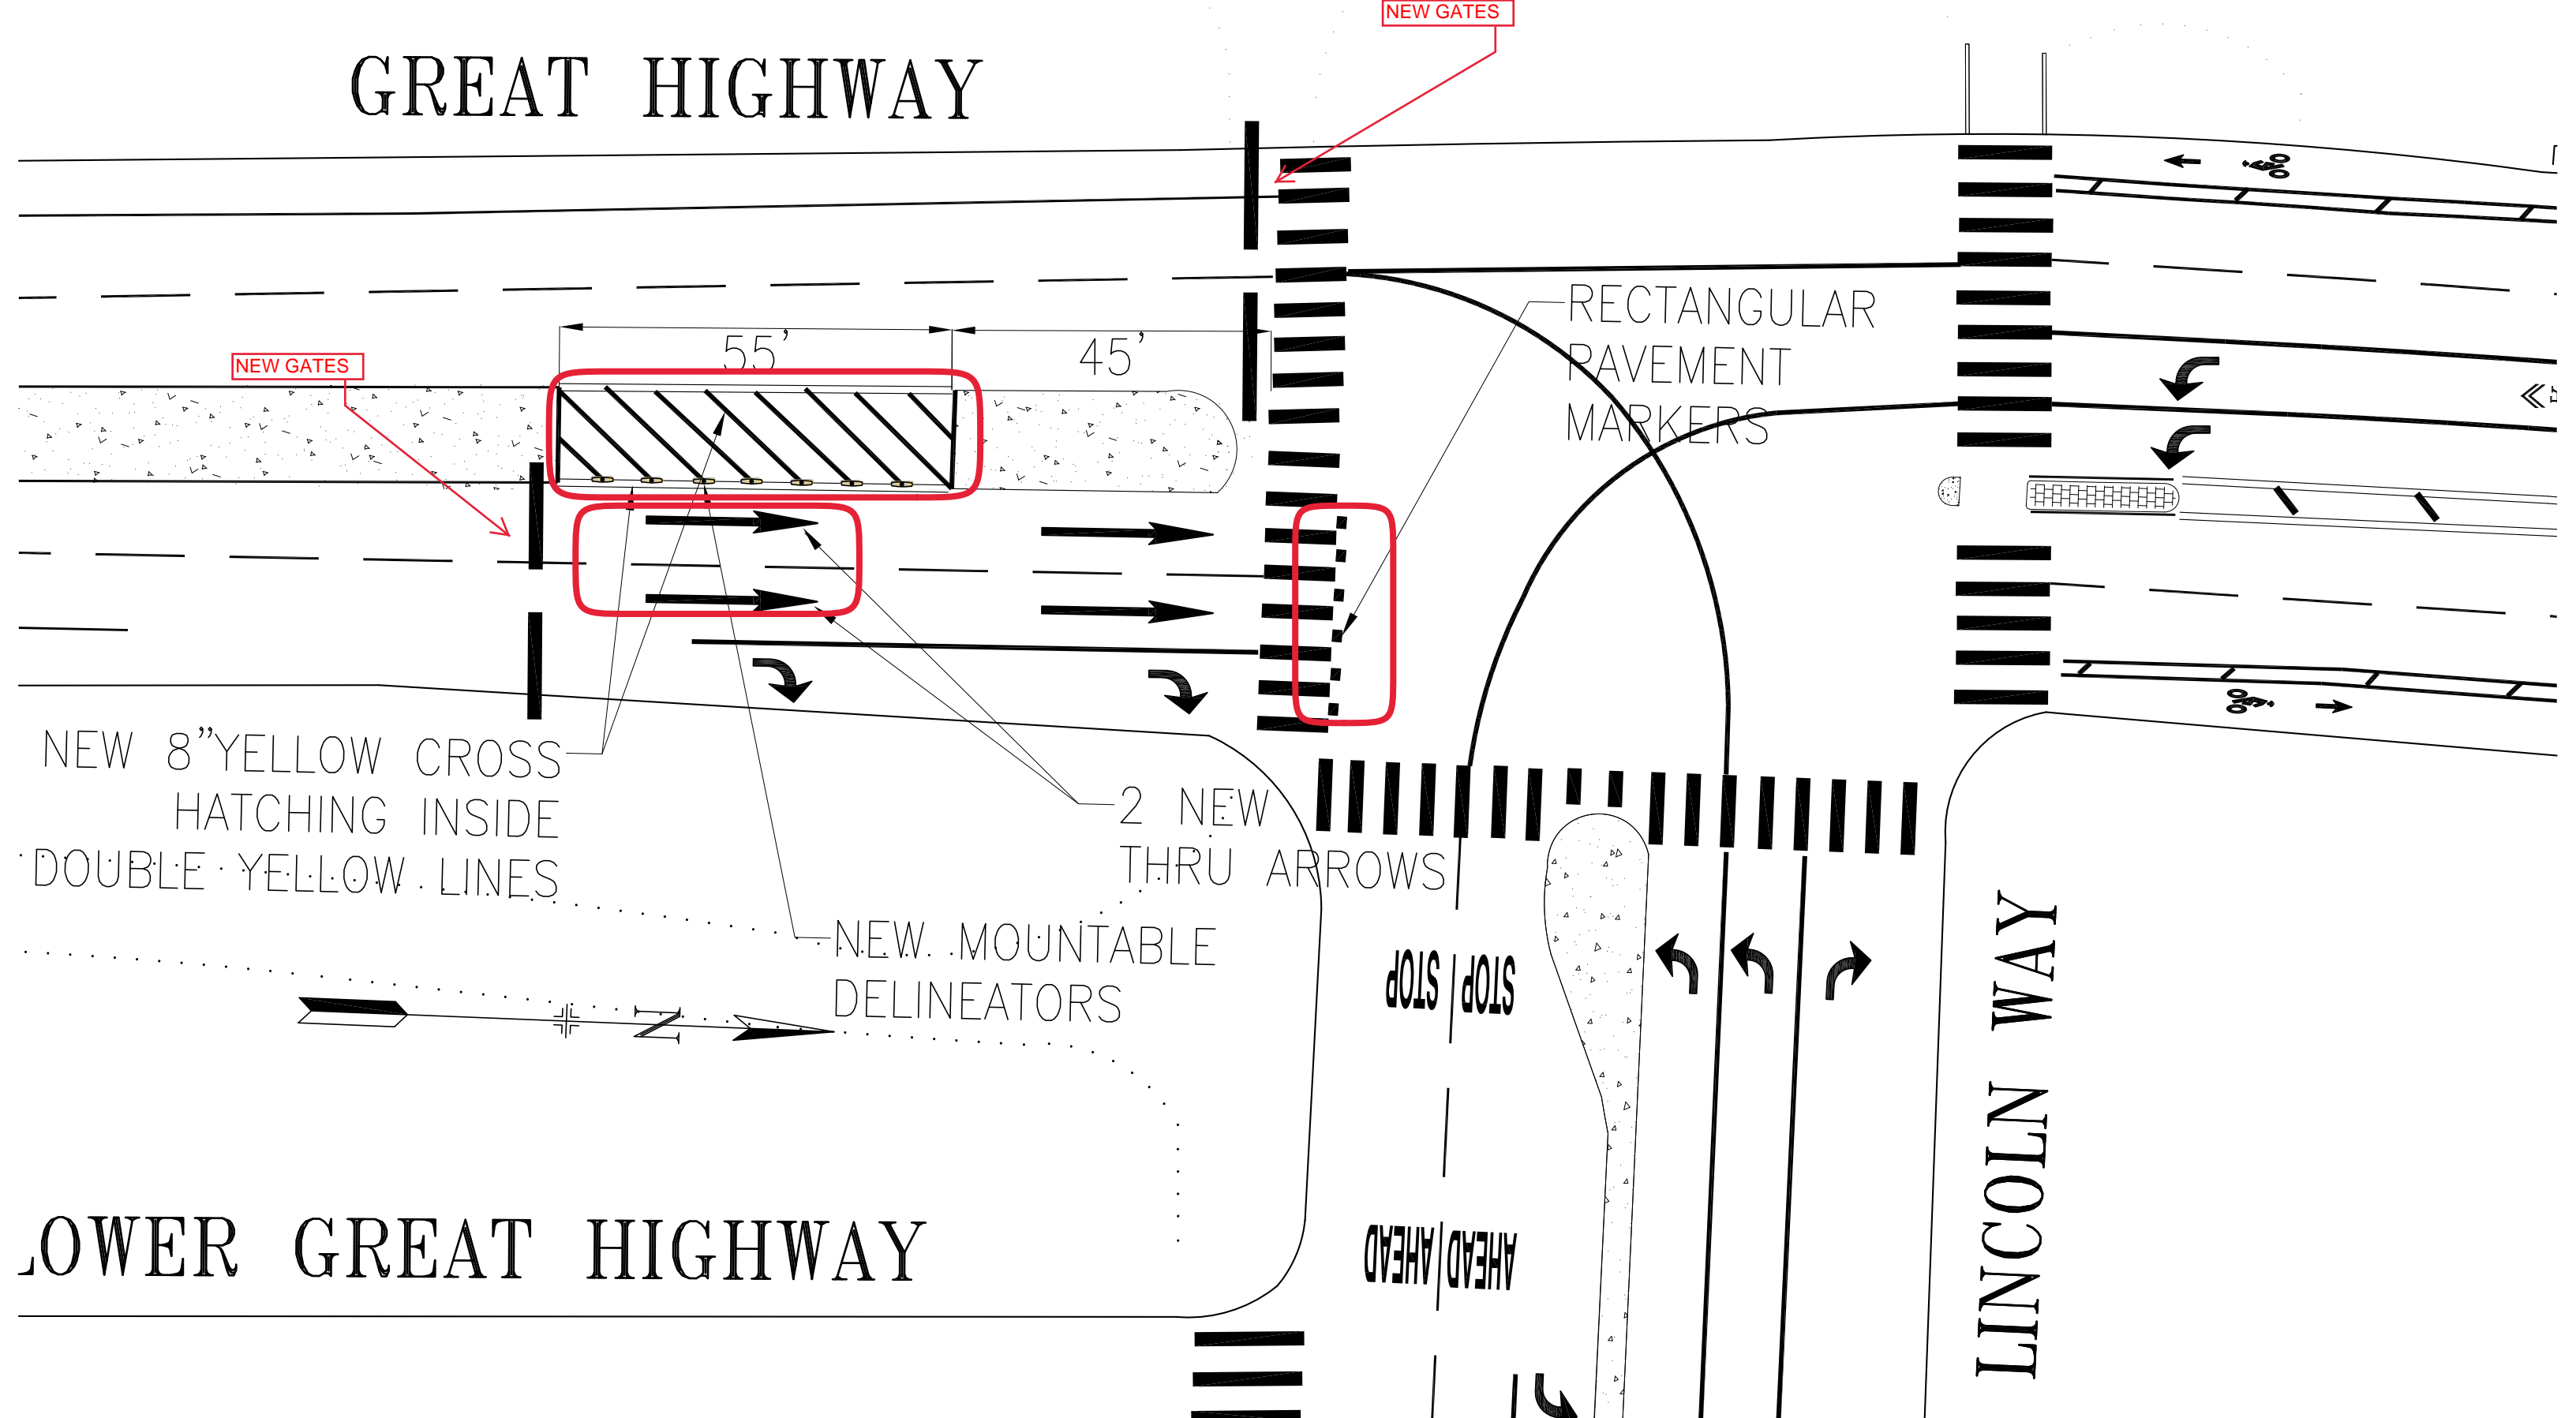 NEW GATES
GREAT HIGHWAY
NEW GATES
55'
45'
RECTANGULAR
PAVEMENT
MARKERS
NEW 8"YELLOW CROSS
HATCHING INSIDE
DOUBLE YELLOW LINES
2 NEW
THRU ARROWS
NEW MOUNTABLE
DELINEATORS
N
STOP STOP
AHEAD AHEAD
LOWER GREAT HIGHWAY
LINCOLN WAY